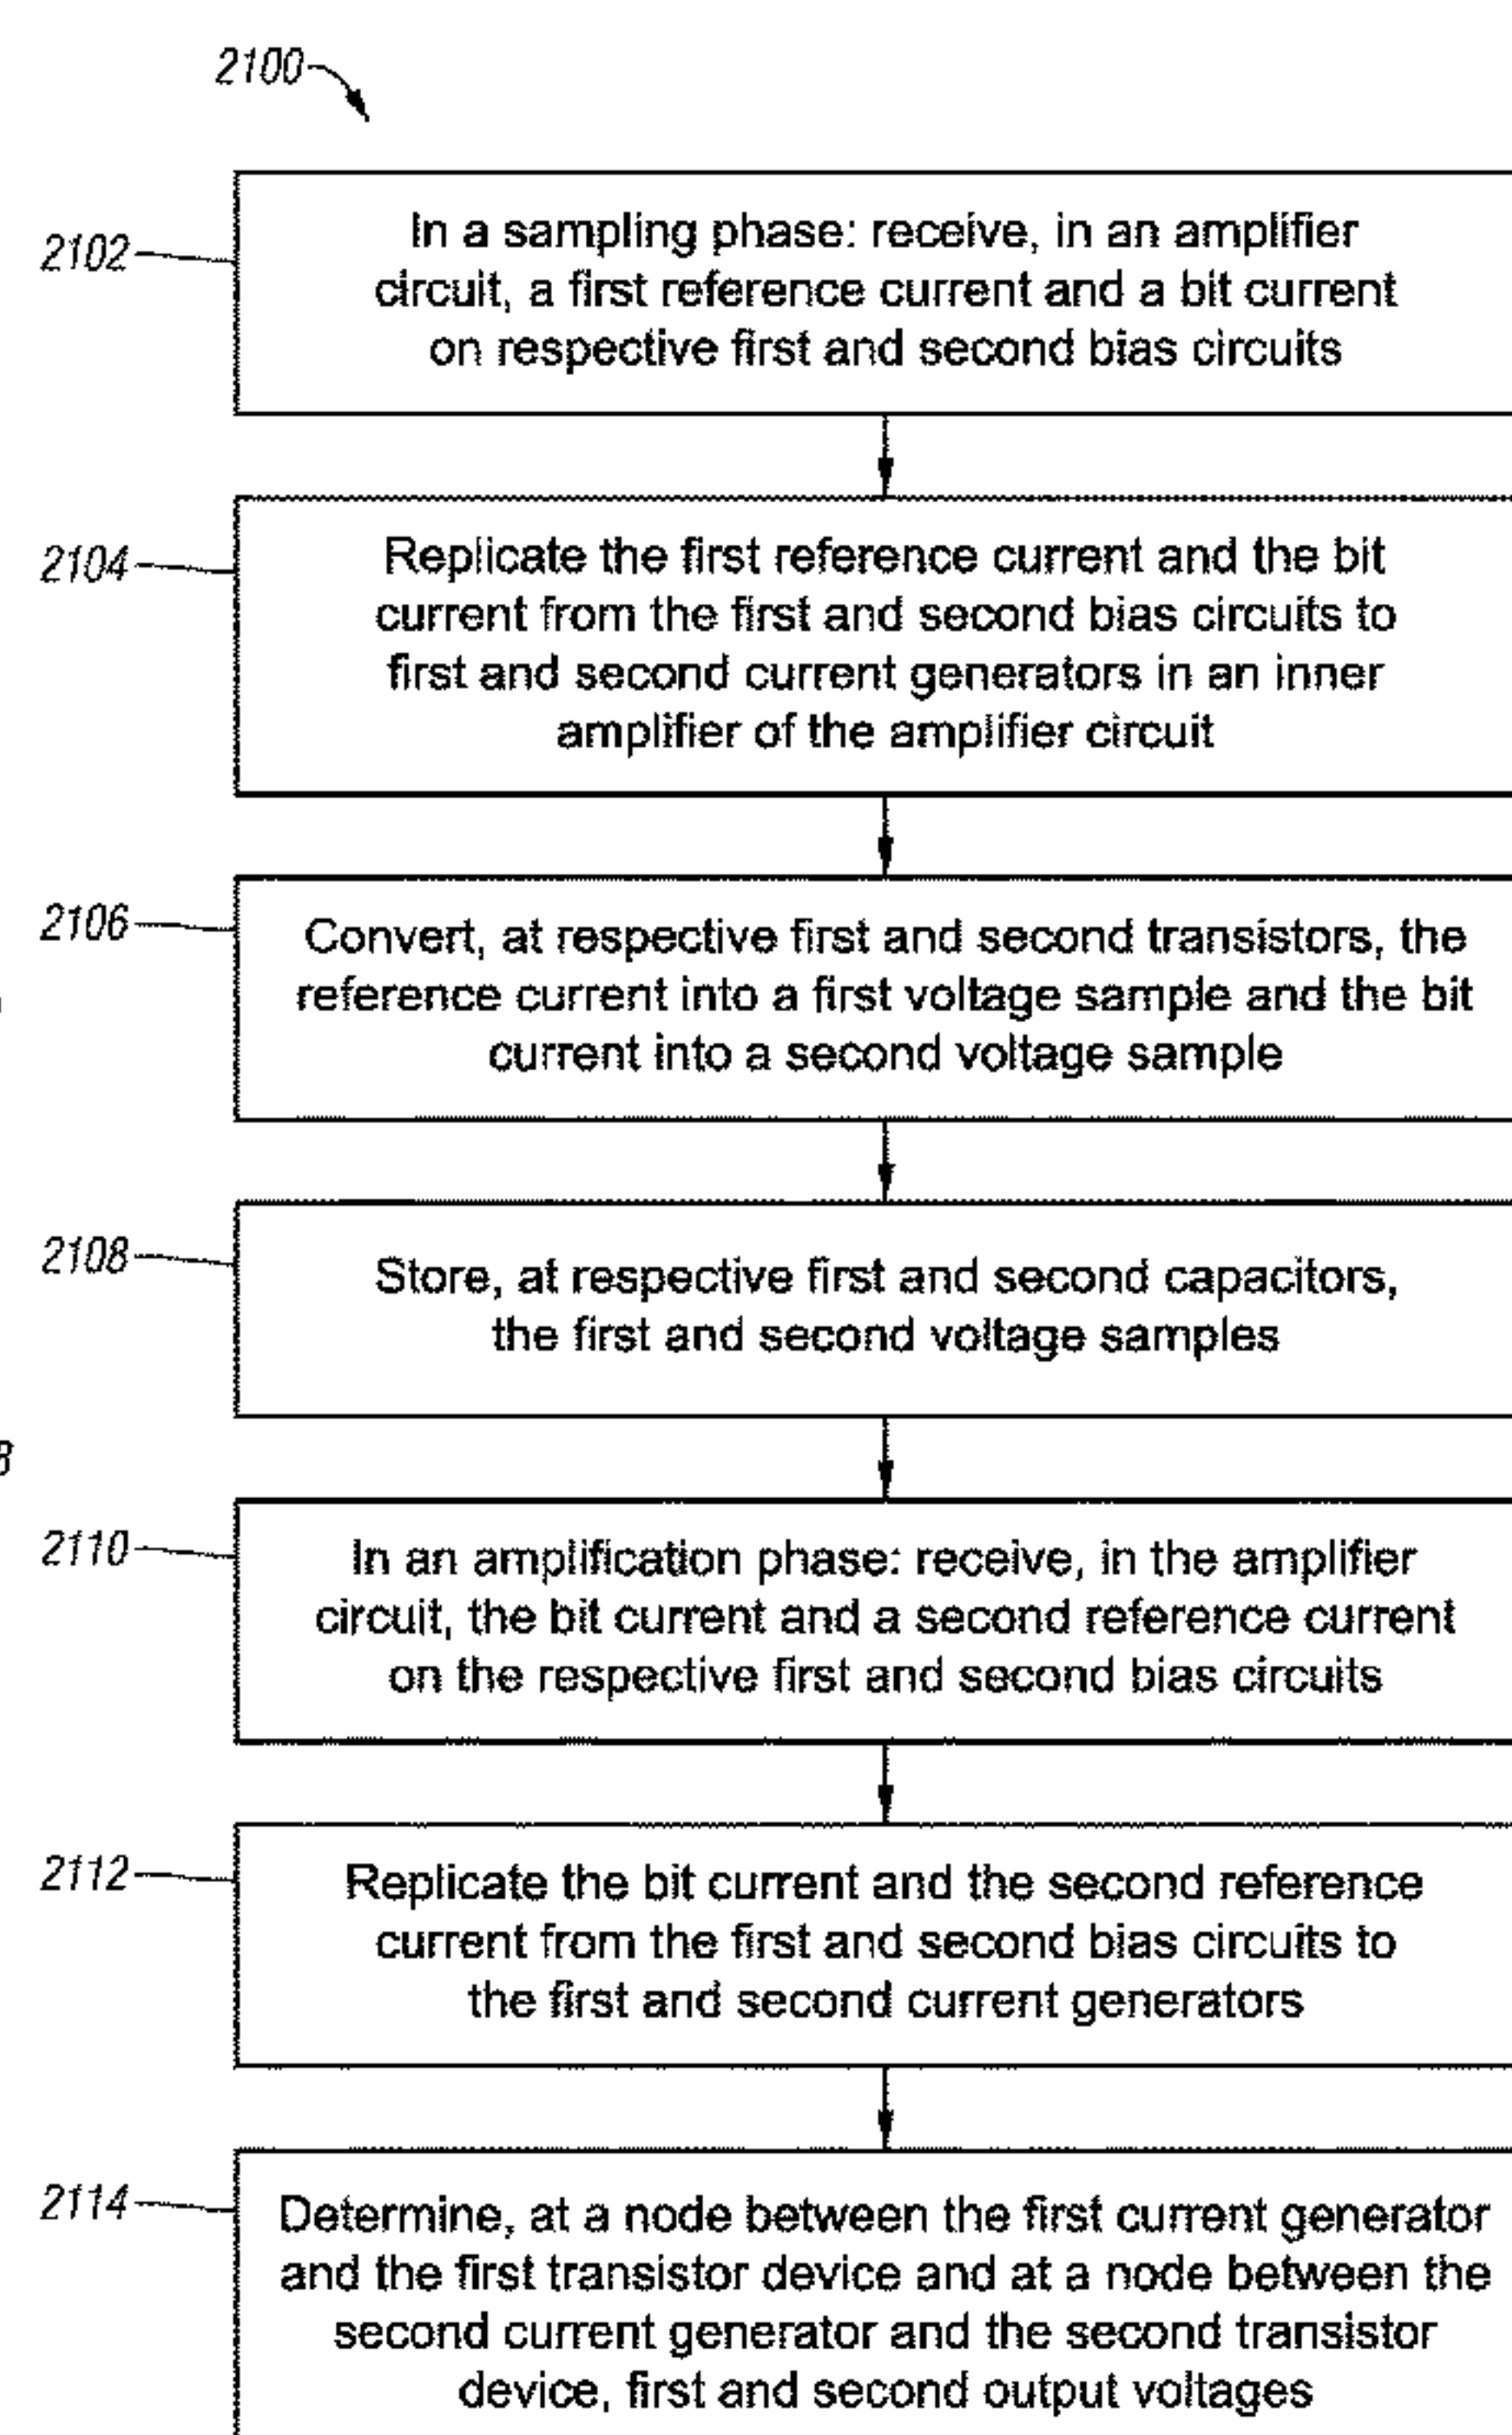 2100
2102
In a sampling phase: receive, in an amplifier
circuit, a first reference current and a bit current
on respective first and second bias circuits
2104
Replicate the first reference current and the bit
current from the first and second bias circuits to
first and second current generators in an inner
amplifier of the amplifier circuit
2106
Convert, at respective first and second transistors, the
reference current into a first voltage sample and the bit
current into a second voltage sample
2108
Store, at respective first and second capacitors,
the first and second voltage samples
2110
In an amplification phase: receive, in the amplifier
circuit, the bit current and a second reference current
on the respective first and second bias circuits
2112
Replicate the bit current and the second reference
current from the first and second bias circuits to
the first and second current generators
2114
Determine, at a node between the first current generator
and the first transistor device and at a node between the
second current generator and the second transistor
device, first and second output voltages